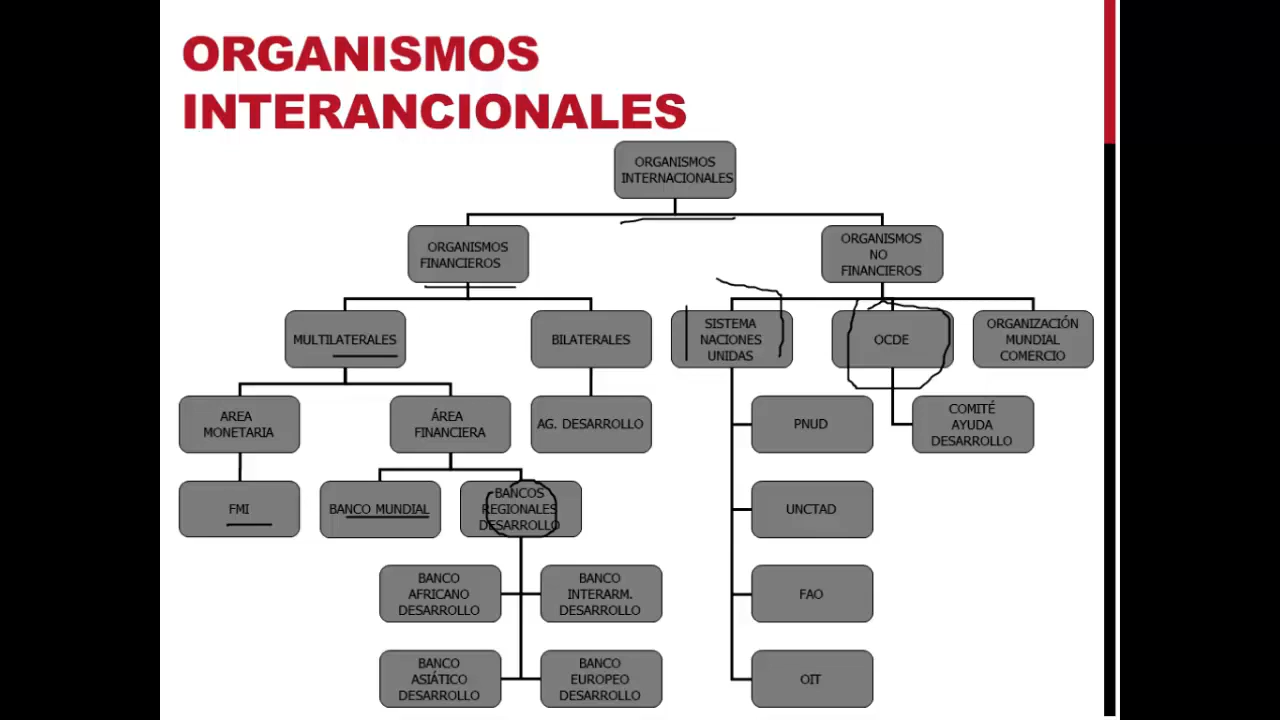 ORGANISMOS
INTERANCIONALES
ORGANISMOS
INTERNACIONALES
ORGANISMOS
FINANCIEROS
ORGANISMOS
NO
FINANCIEROS
MULTILATERALES
BILATERALES
SISTEMA
NACIONES
UNIDAS
OCDE
ORGANIZACIÓN
MUNDIAL
COMERCIO
AREA
MONETARIA
ÁREA
FINANCIERA
AG. DESARROLLO
PNUD
COMITÉ
AYUDA
DESARROLLO
FMI
BANCO MUNDIAL
BANCOS
REGIONALES
DESARROLLO
UNCTAD
BANCO
AFRICANO
DESARROLLO
BANCO
INTERARM.
DESARROLLO
FAO
BANCO
ASIÁTICO
DESARROLLO
BANCO
EUROPEO
DESARROLLO
OIT